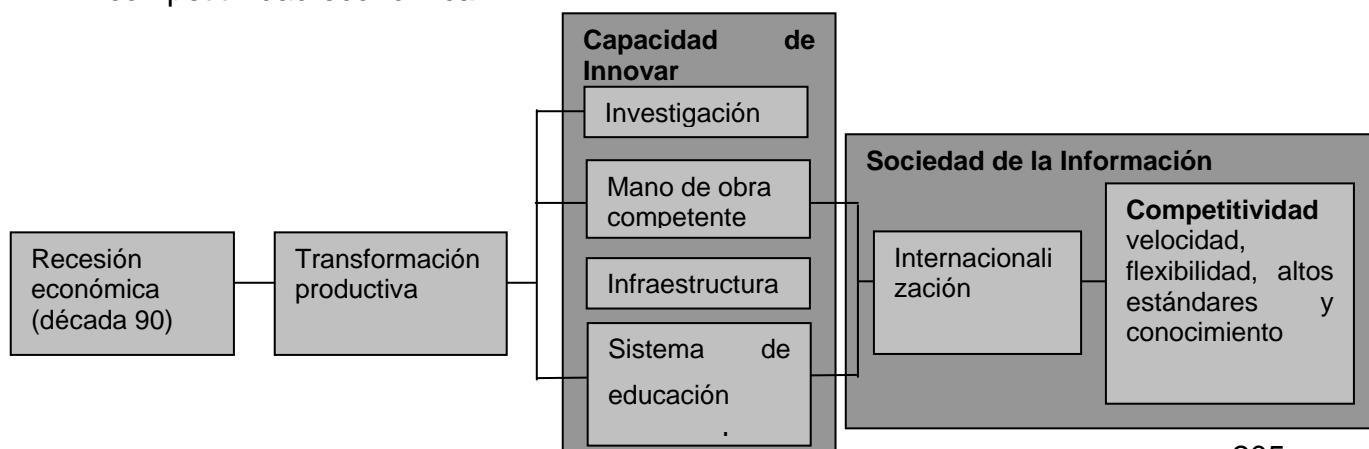 Capacidad de
Innovar
Investigación
Mano de obra
competente
Infraestructura
Sistema de
educación
.
Sociedad de la Información
Competitividad
velocidad,
flexibilidad, altos
estándares y
conocimiento
Internacionali
zación
Recesión
económica
(década 90)
Transformación
productiva